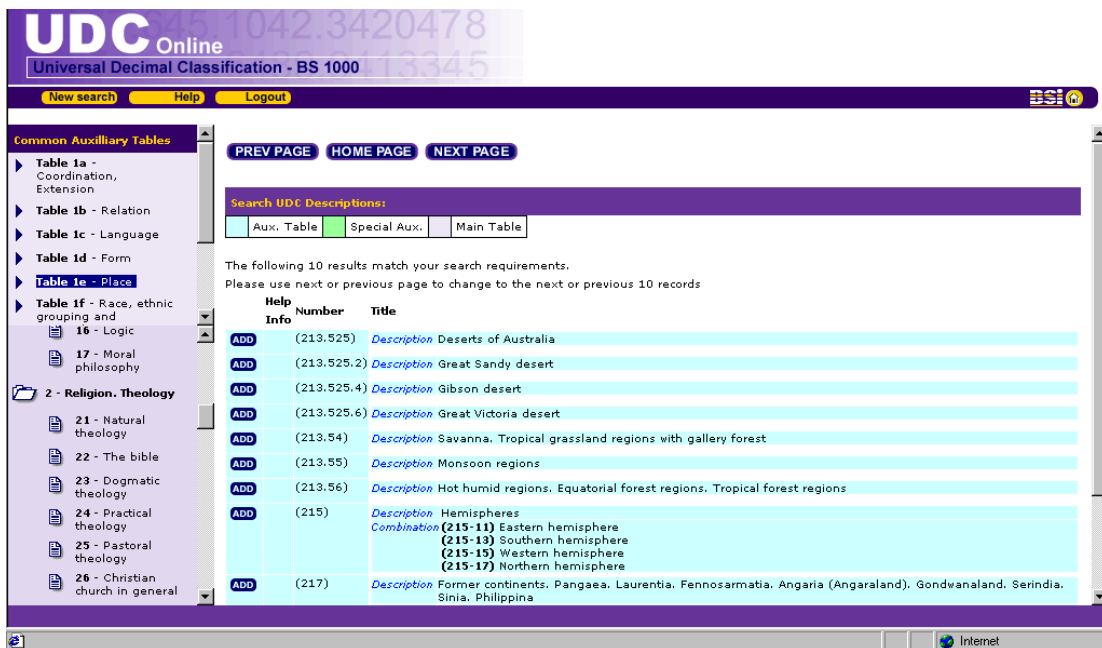 645.1042.3420478
UDC Online
Universal Decimal Classification - BS 1000
New search
Help
Logout
BSi
Common Auxilliary Tables
Table 1a -
Coordination,
Extension
Table 1b - Relation
Table 1c - Language
Table 1d - Form
Table 1e - Place
Table 1f - Race, ethnic
grouping and
16 - Logic
17 - Moral
philosophy
2 - Religion. Theology
21 - Natural
theology
22 - The bible
23 - Dogmatic
theology
24 - Practical
theology
25 - Pastoral
theology
26 - Christian
church in general
PREV PAGE HOME PAGE NEXT PAGE
Search UDC Descriptions:
Aux. Table Special Aux. Main Table
The following 10 results match your search requirements.
Please use next or previous page to change to the next or previous 10 records
Help
Info Number Title
ADD (213.525) Description Deserts of Australia
ADD (213.525.2) Description Great Sandy desert
ADD (213.525.4) Description Gibson desert
ADD (213.525.6) Description Great Victoria desert
ADD (213.54) Description Savanna. Tropical grassland regions with gallery forest
ADD (213.55) Description Monsoon regions
ADD (213.56) Description Hot humid regions. Equatorial forest regions. Tropical forest regions
ADD (215) Description Hemispheres
Combination (215-11) Eastern hemisphere
(215-13) Southern hemisphere
(215-15) Western hemisphere
(215-17) Northern hemisphere
ADD (217) Description Former continents. Pangaea. Laurentia. Fennosarmatia. Angaria (Angaraland). Gondwanaland. Serindia.
Sinia. Philippina
Internet